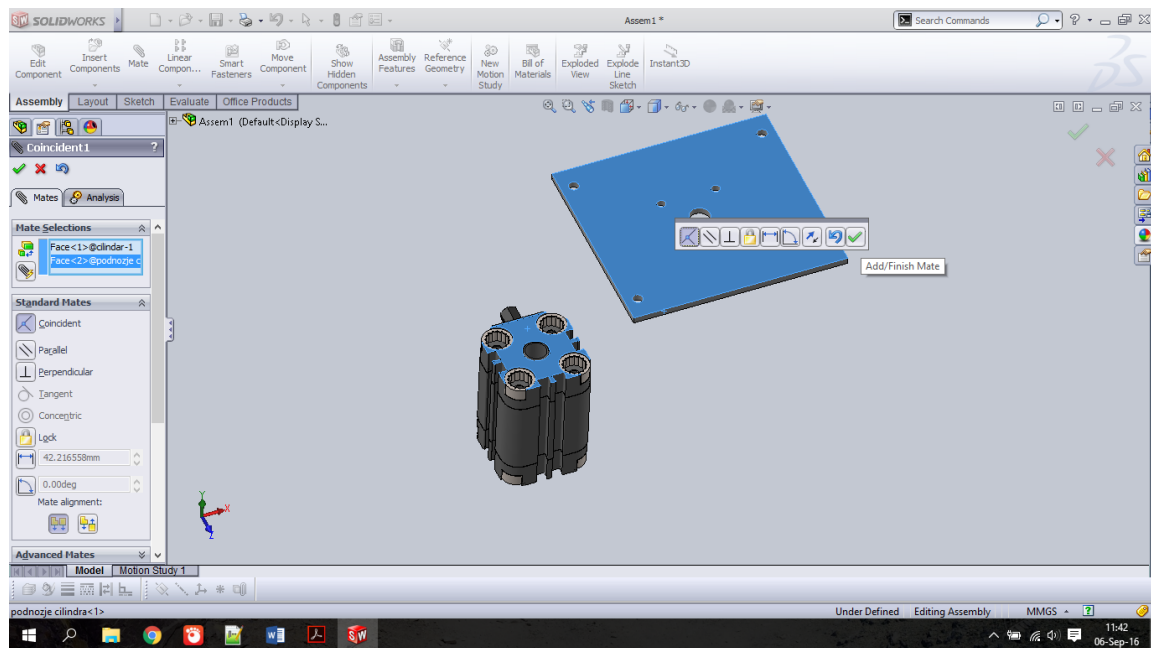 SOLIDWORKS
Assem1 *
Search Commands
Edit Component
Insert Components
Mate
Linear Compon...
Smart Fasteners
Move Component
Show Hidden Components
Assembly Features
Reference Geometry
New Motion Study
Bill of Materials
Exploded View
Explode Line Sketch
Instant3D
Assembly
Layout
Sketch
Evaluate
Office Products
Assem1 (Default<Display S...
Coincident1
?
Mates
Analysis
Mate Selections
Face<1>@cilindar-1
Face<2>@podnozje c
Standard Mates
Coincident
Parallel
Perpendicular
Tangent
Concentric
Lock
42.216558mm
0.00deg
Mate alignment:
Advanced Mates
Add/Finish Mate
Y
X
Z
Model
Motion Study 1
podnozje cilindra<1>
Under Defined
Editing Assembly
MMGS
?
11:42
06-Sep-16